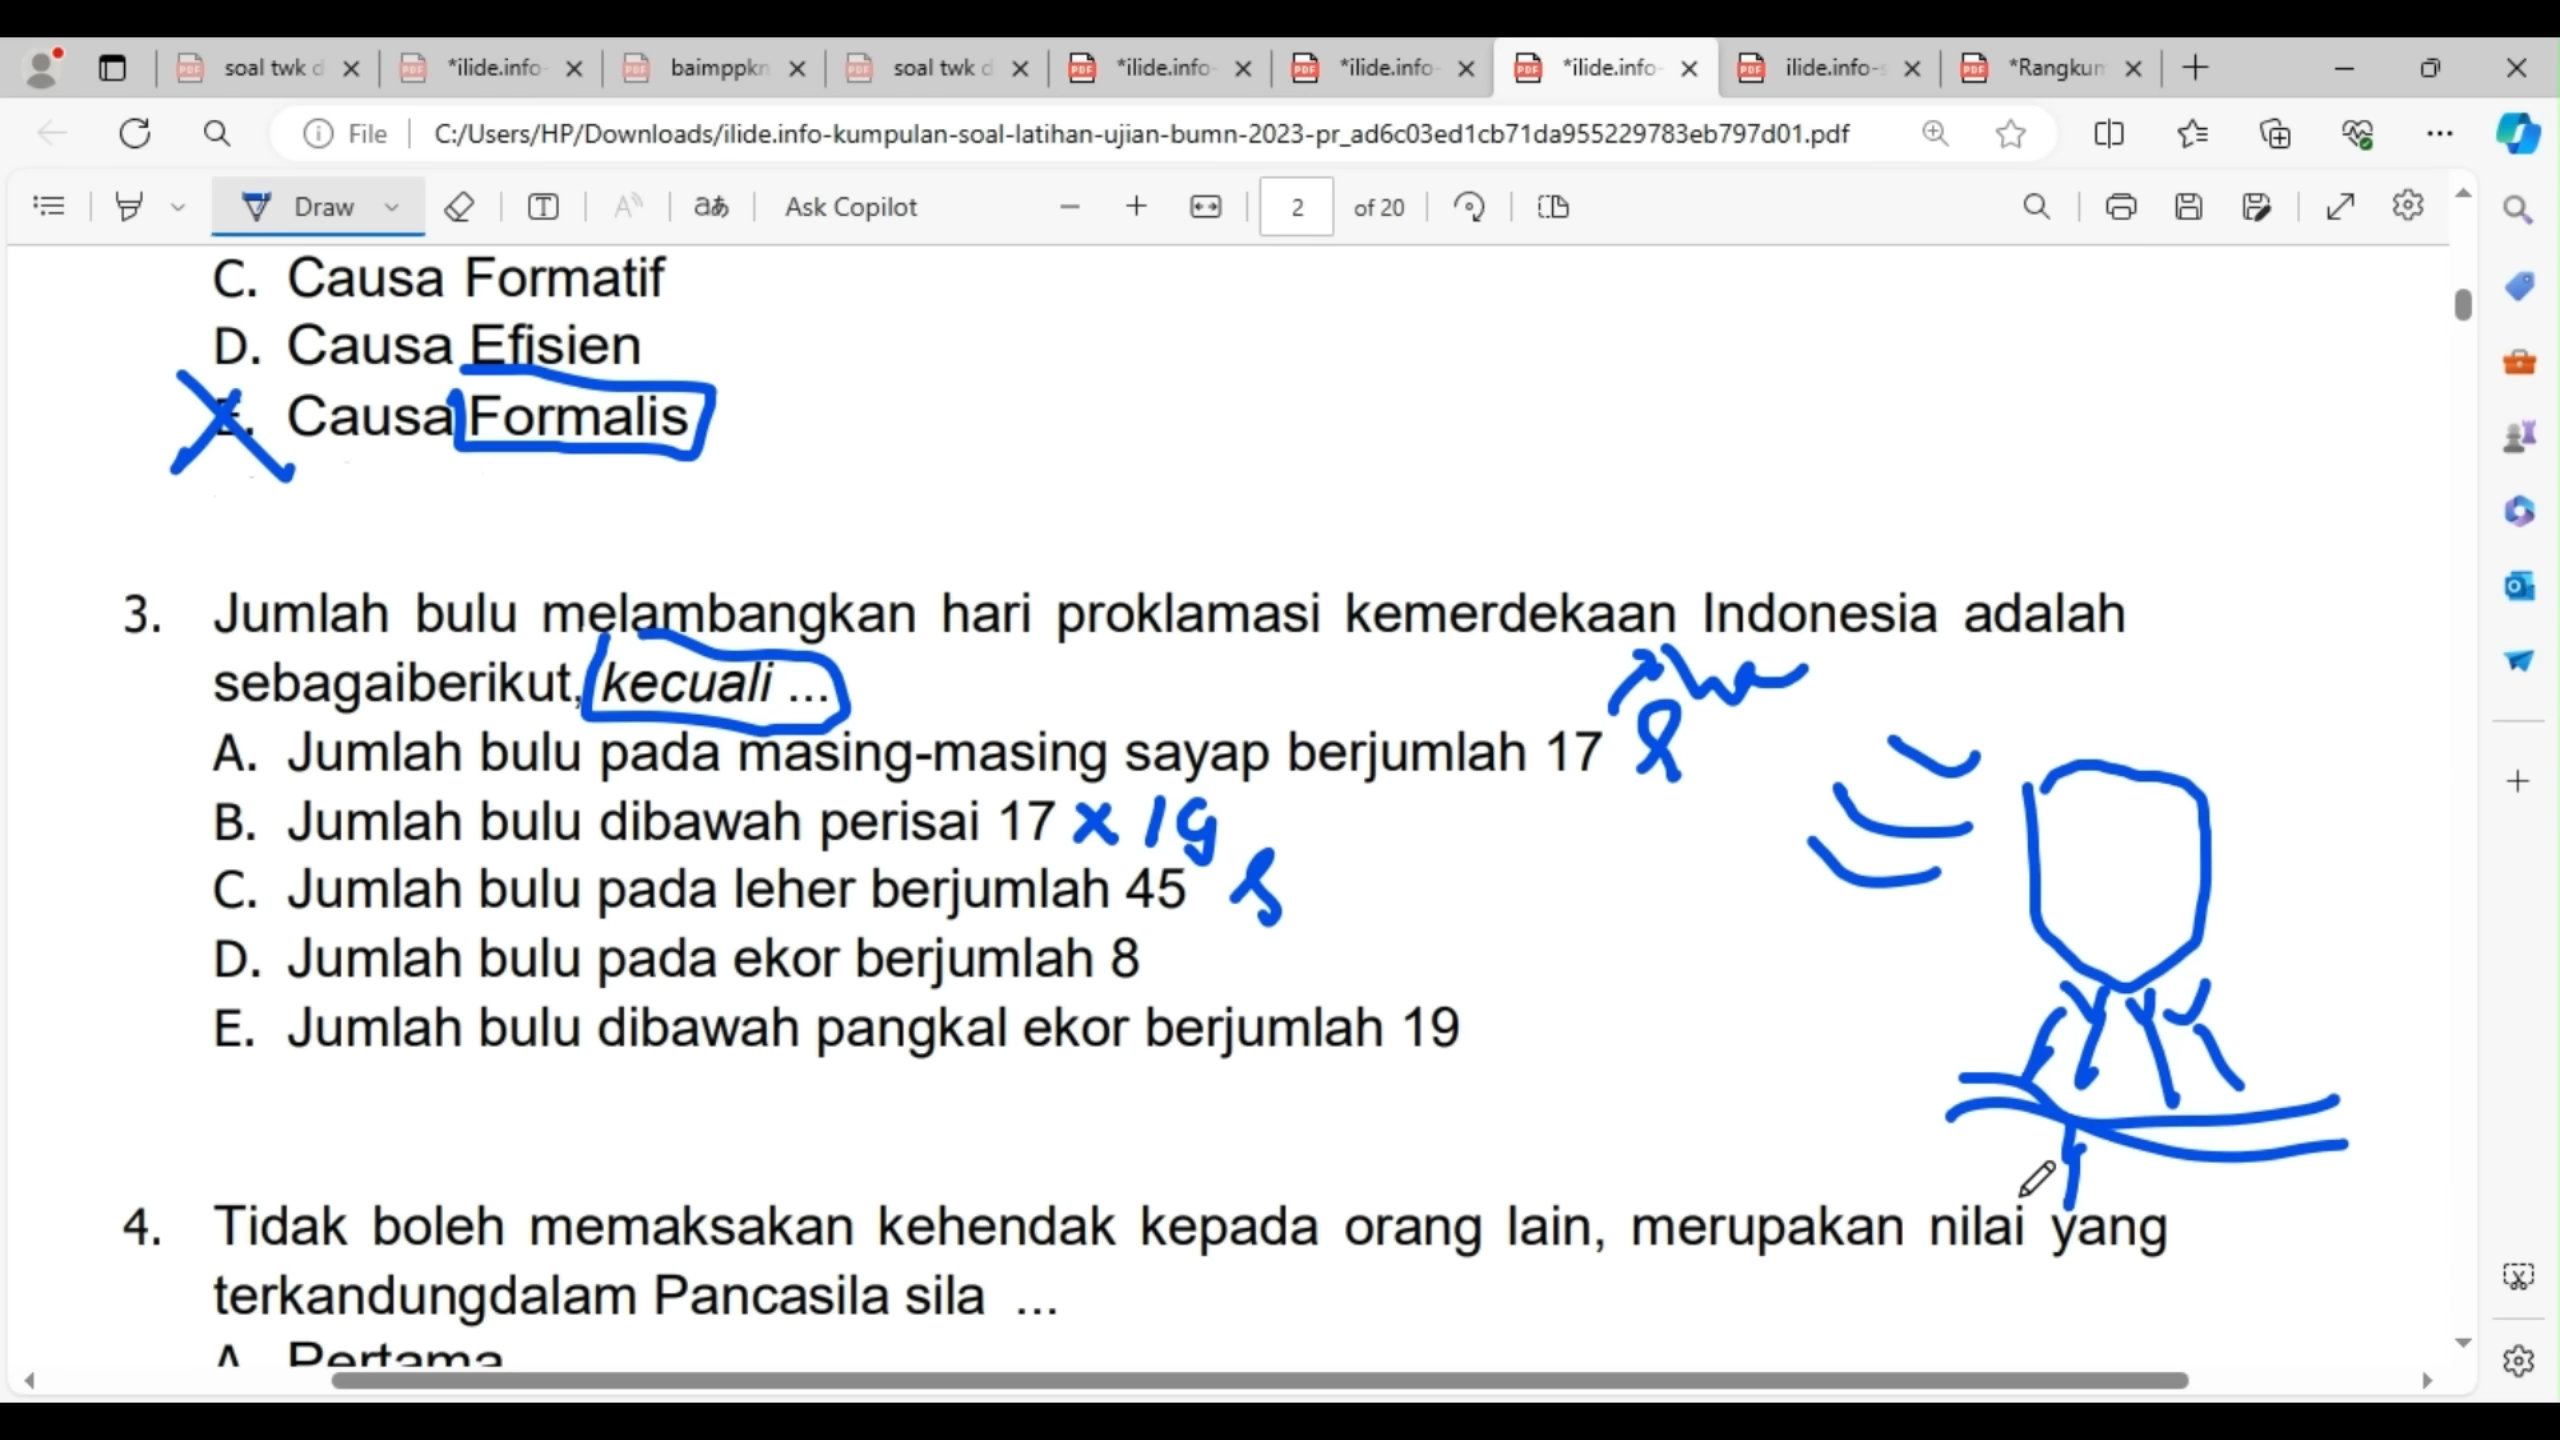 soal twk d
*ilide.info-
baimppkn
soal twk d
*ilide.info-
*ilide.info-
*ilide.info-
ilide.info-s
*Rangkum
File C:/Users/HP/Downloads/ilide.info-kumpulan-soal-latihan-ujian-bumn-2023-pr_ad6c03ed1cb71da955229783eb797d01.pdf
Draw T aあ Ask Copilot 2 of 20
C. Causa Formatif
D. Causa Efisien
E. Causa Formalis
3. Jumlah bulu melambangkan hari proklamasi kemerdekaan Indonesia adalah
sebagaiberikut, kecuali ...
A. Jumlah bulu pada masing-masing sayap berjumlah 17
B. Jumlah bulu dibawah perisai 17 x 19
C. Jumlah bulu pada leher berjumlah 45
D. Jumlah bulu pada ekor berjumlah 8
E. Jumlah bulu dibawah pangkal ekor berjumlah 19
4. Tidak boleh memaksakan kehendak kepada orang lain, merupakan nilai yang
terkandungdalam Pancasila sila ...
A. Pertama